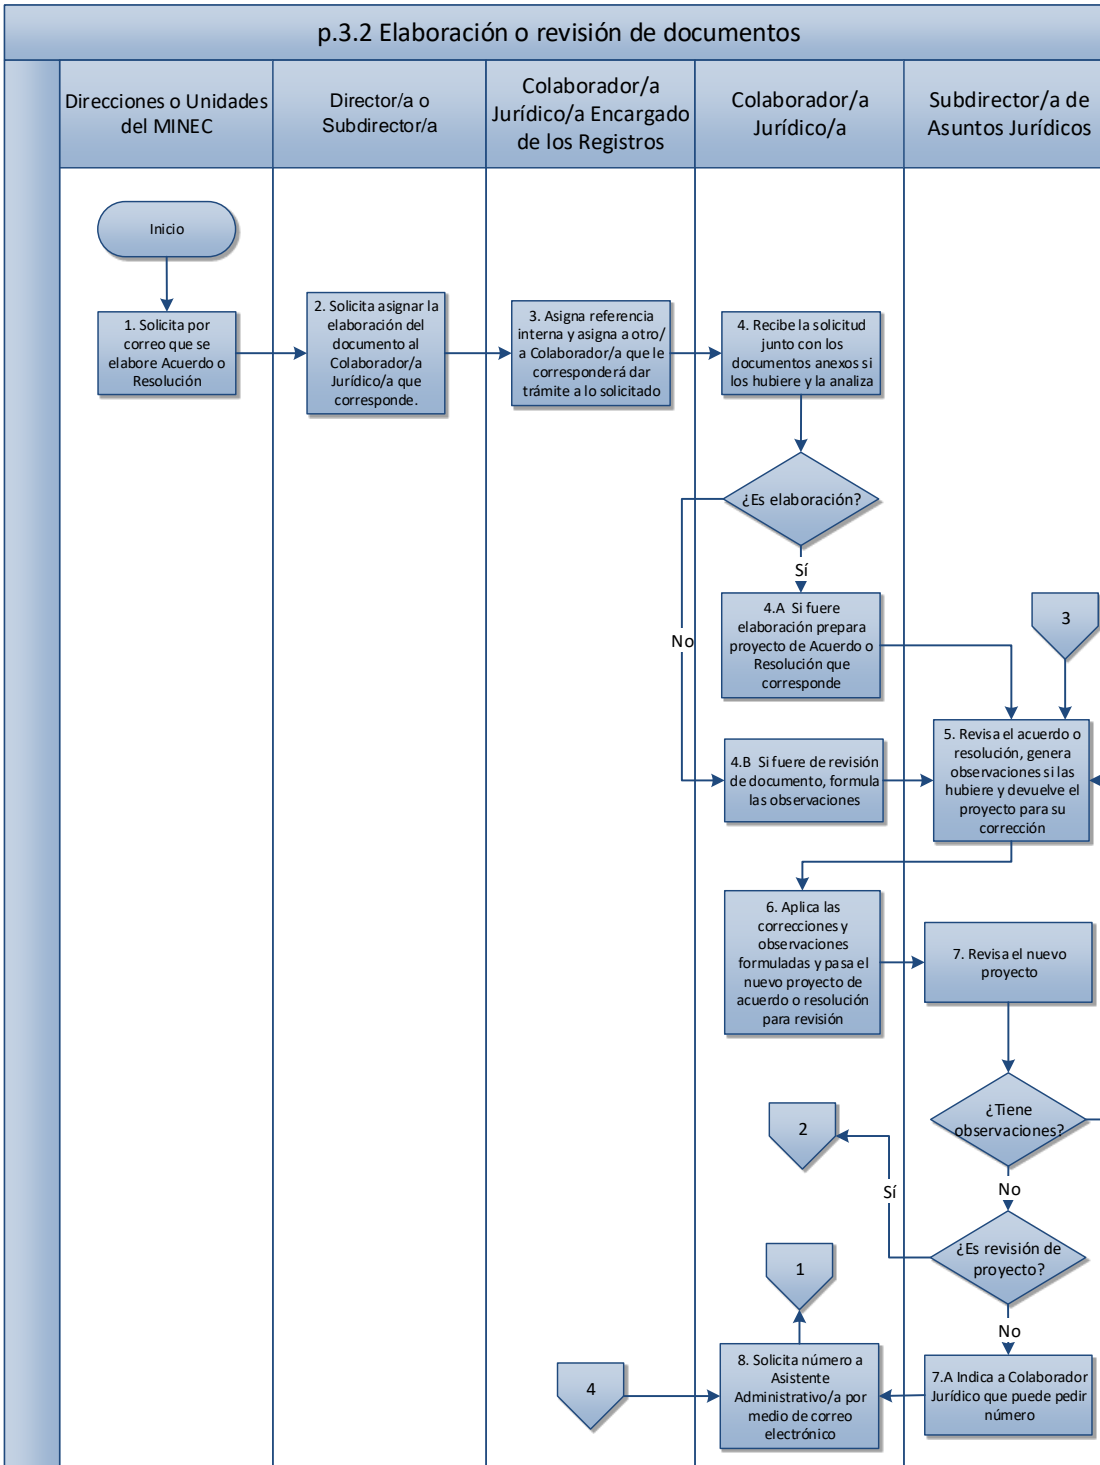 p.3.2 Elaboración o revisión de documentos
Direcciones o Unidades
del MINEC
Director/a o
Subdirector/a
Colaborador/a
Jurídico/a Encargado
de los Registros
Colaborador/a
Jurídico/a
Subdirector/a de
Asuntos Jurídicos
Inicio
1. Solicita por
correo que se
elabore Acuerdo o
Resolución
2. Solicita asignar la
elaboración del
documento al
Colaborador/a
Jurídico/a que
corresponde.
3. Asigna referencia
interna y asigna a otro/
a Colaborador/a que le
corresponderá dar
trámite a lo solicitado
4. Recibe la solicitud
junto con los
documentos anexos si
los hubiere y la analiza
¿Es elaboración?
Sí
No
4.A Si fuere
elaboración prepara
proyecto de Acuerdo o
Resolución que
corresponde
3
4.B Si fuere de revisión
de documento, formula
las observaciones
5. Revisa el acuerdo o
resolución, genera
observaciones si las
hubiere y devuelve el
proyecto para su
corrección
6. Aplica las
correcciones y
observaciones
formuladas y pasa el
nuevo proyecto de
acuerdo o resolución
para revisión
7. Revisa el nuevo
proyecto
¿Tiene
observaciones?
2
Sí
No
¿Es revisión de
proyecto?
1
No
4
8. Solicita número a
Asistente
Administrativo/a por
medio de correo
electrónico
7.A Indica a Colaborador
Jurídico que puede pedir
número